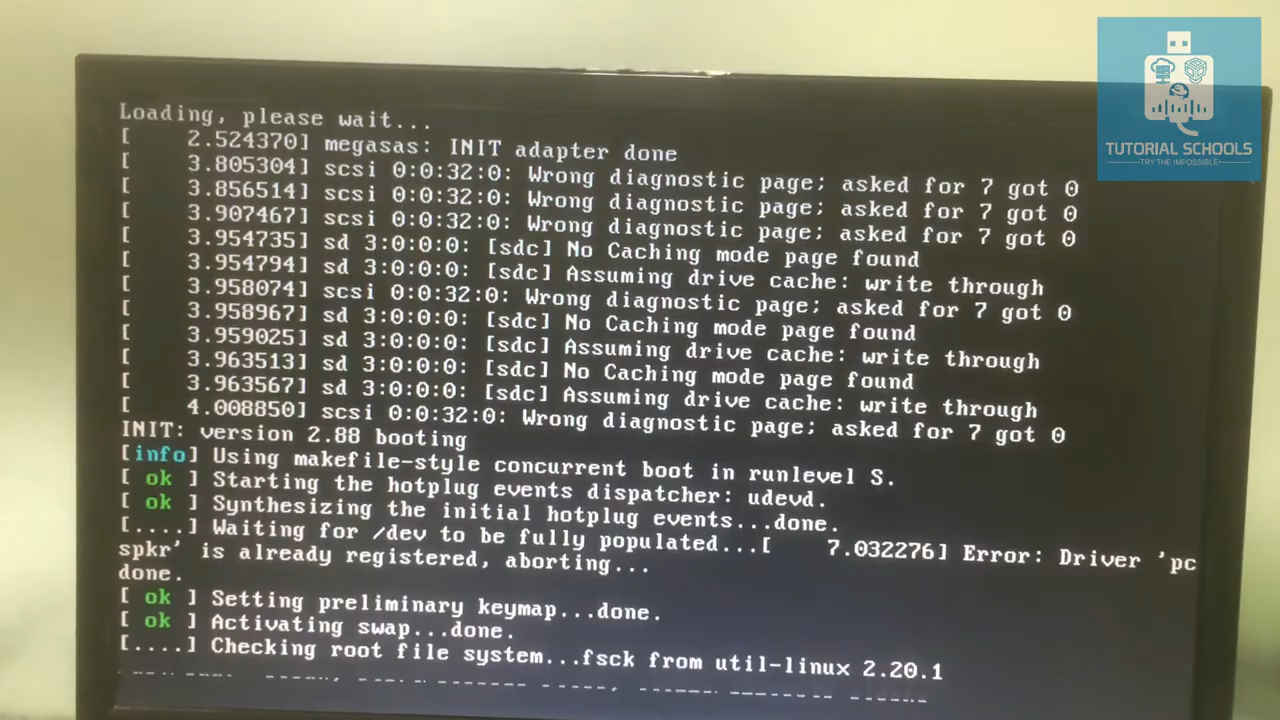 Loading, please wait...
[    2.524370] megasas: INIT adapter done
[    3.805304] scsi 0:0:32:0: Wrong diagnostic page; asked for 7 got 0
[    3.856514] scsi 0:0:32:0: Wrong diagnostic page; asked for 7 got 0
[    3.907467] scsi 0:0:32:0: Wrong diagnostic page; asked for 7 got 0
[    3.954735] sd 3:0:0:0: [sdc] No Caching mode page found
[    3.954794] sd 3:0:0:0: [sdc] Assuming drive cache: write through
[    3.958074] scsi 0:0:32:0: Wrong diagnostic page; asked for 7 got 0
[    3.958967] sd 3:0:0:0: [sdc] No Caching mode page found
[    3.959025] sd 3:0:0:0: [sdc] Assuming drive cache: write through
[    3.963513] sd 3:0:0:0: [sdc] No Caching mode page found
[    3.963567] sd 3:0:0:0: [sdc] Assuming drive cache: write through
[    4.008850] scsi 0:0:32:0: Wrong diagnostic page; asked for 7 got 0
INIT: version 2.88 booting
[info] Using makefile-style concurrent boot in runlevel S.
[ ok ] Starting the hotplug events dispatcher: udevd.
[ ok ] Synthesizing the initial hotplug events...done.
[....] Waiting for /dev to be fully populated...[    7.032276] Error: Driver 'pc
spkr' is already registered, aborting...
done.
[ ok ] Setting preliminary keymap...done.
[ ok ] Activating swap...done.
[....] Checking root file system...fsck from util-linux 2.20.1
TUTORIAL SCHOOLS
TRY THE IMPOSSIBLE